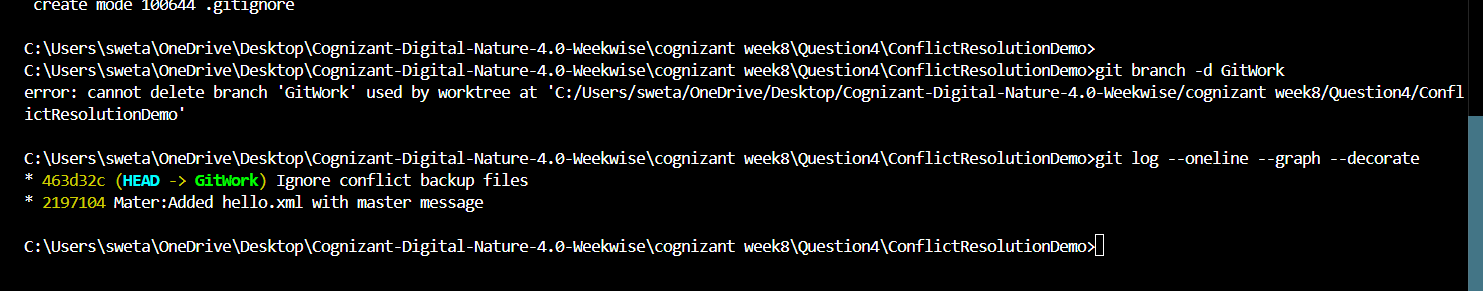 create mode 100644 .gitignore
C:\Users\sweta\OneDrive\Desktop\Cognizant-Digital-Nature-4.0-Weekwise\cognizant week8\Question4\ConflictResolutionDemo>
C:\Users\sweta\OneDrive\Desktop\Cognizant-Digital-Nature-4.0-Weekwise\cognizant week8\Question4\ConflictResolutionDemo>git branch -d GitWork
error: cannot delete branch 'GitWork' used by worktree at 'C:/Users/sweta/OneDrive/Desktop/Cognizant-Digital-Nature-4.0-Weekwise/cognizant week8/Question4/Confl
ictResolutionDemo'
C:\Users\sweta\OneDrive\Desktop\Cognizant-Digital-Nature-4.0-Weekwise\cognizant week8\Question4\ConflictResolutionDemo>git log --oneline --graph --decorate
* 463d32c (HEAD -> GitWork) Ignore conflict backup files
* 2197104 Mater:Added hello.xml with master message
C:\Users\sweta\OneDrive\Desktop\Cognizant-Digital-Nature-4.0-Weekwise\cognizant week8\Question4\ConflictResolutionDemo>